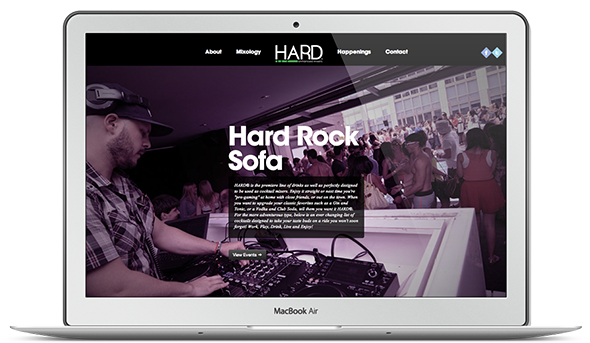 About Mixology HARD Happenings Contact
Hard Rock
Sofa
HARD® is the premiere line of drinks as well as perfectly designed
to be used as cocktail mixers. Enjoy it straight or next time you're
"pre-gaming" at home with close friends, or out on the town. When
you want to upgrade your classic favorites such as a Gin and
Tonic, or a Vodka and Club Soda, tell them you want it HARD®.
For the more adventurous type, below is an ever changing list of
cocktails designed to take your taste buds on a ride you won't soon
forget! Work, Play, Drink, Live and Enjoy!
View Events
MacBook Air